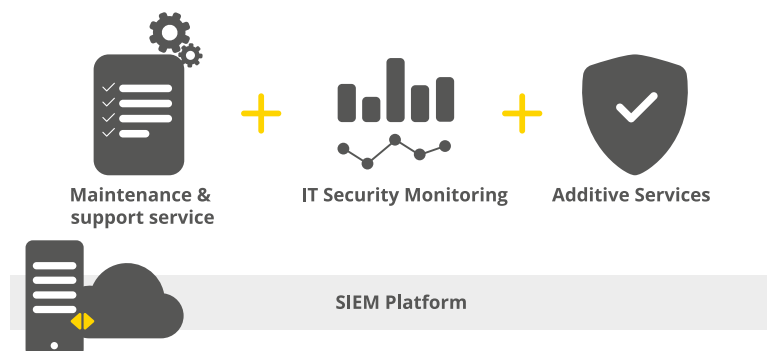 Maintenance &
support service
IT Security Monitoring
Additive Services
SIEM Platform